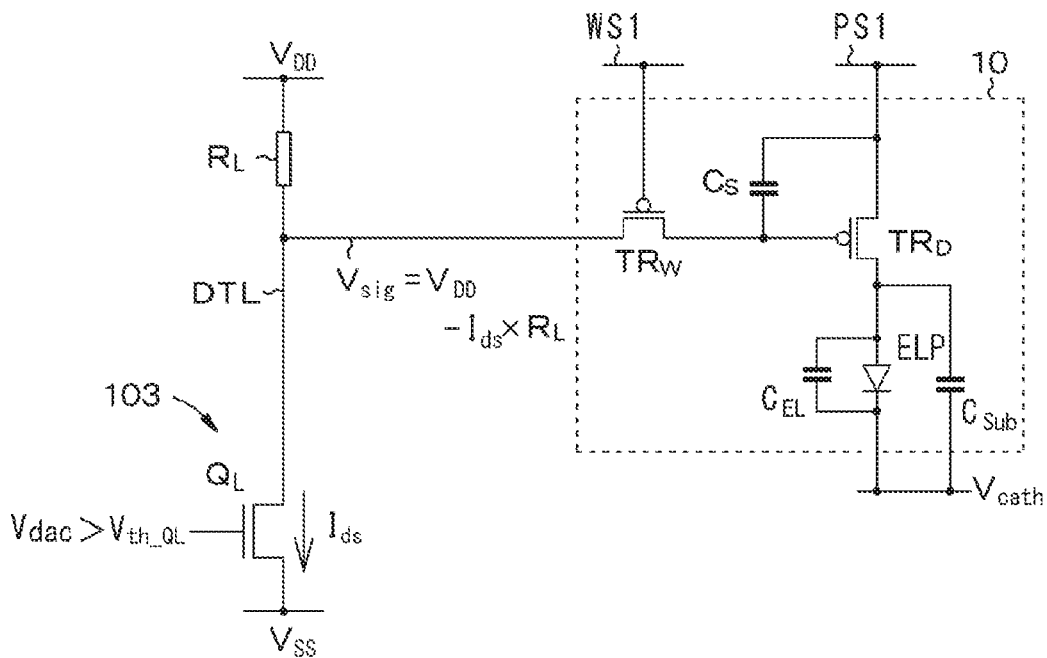 WS1
PS1
10
V_DD
R_L
C_S
TR_W
TR_D
V_sig = V_DD
- I_ds × R_L
DTL
ELP
C_EL
C_Sub
103
Q_L
V_cath
Vdac > V_th_QL
I_ds
V_SS